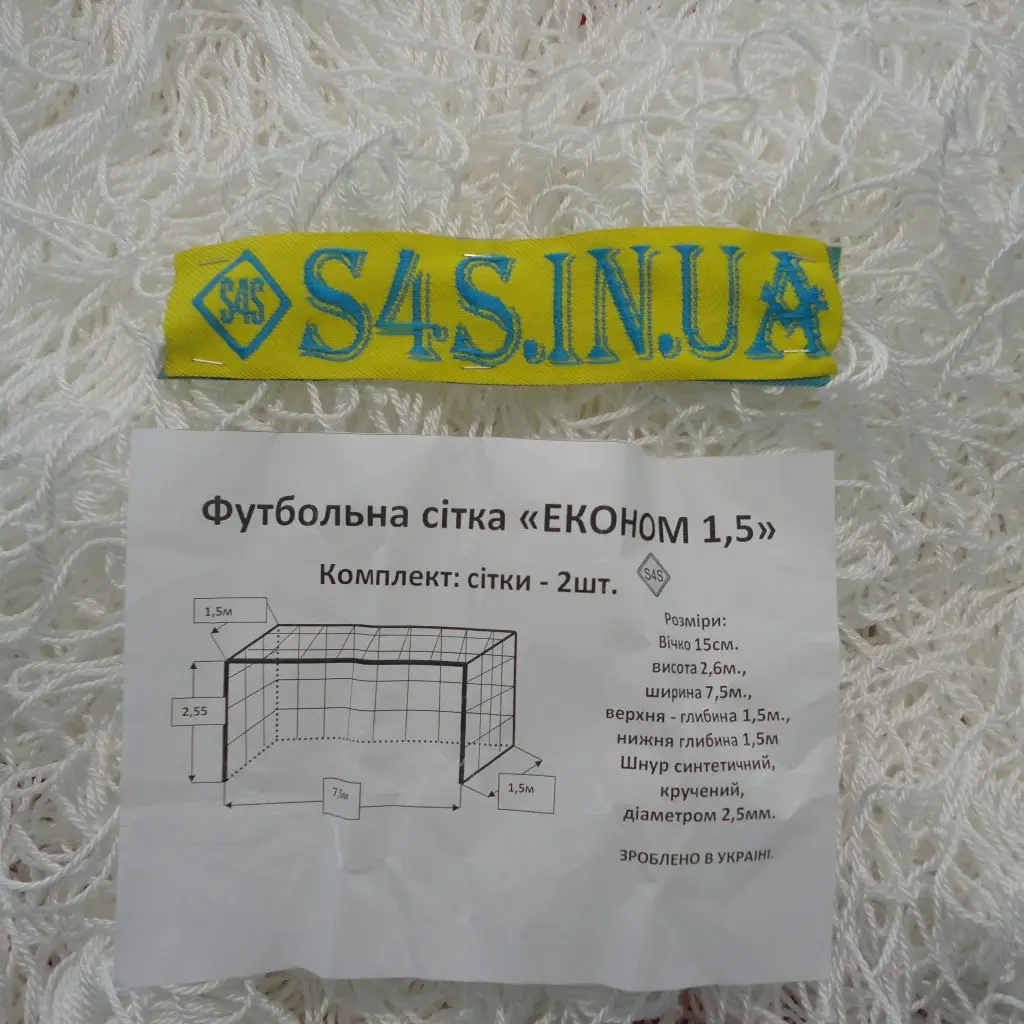 S4S S4S.IN.UA
Футбольна сітка «ЕКОНОМ 1,5»
Комплект: сітки - 2шт. S4S
1,5м
2,55
7,5м
1,5м
Розміри:
Вічко 15см.
висота 2,6м.,
ширина 7,5м.,
верхня - глибина 1,5м.,
нижня глибина 1,5м
Шнур синтетичний,
кручений,
діаметром 2,5мм.
ЗРОБЛЕНО В УКРАЇНІ.